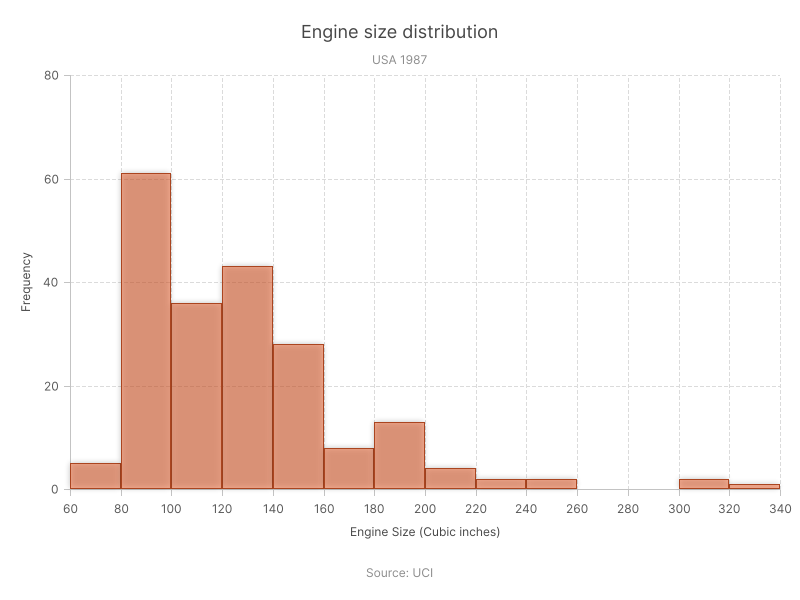 Engine size distribution
USA 1987
80
60
40
20
0
Frequency
60 80 100 120 140 160 180 200 220 240 260 280 300 320 340
Engine Size (Cubic inches)
Source: UCI